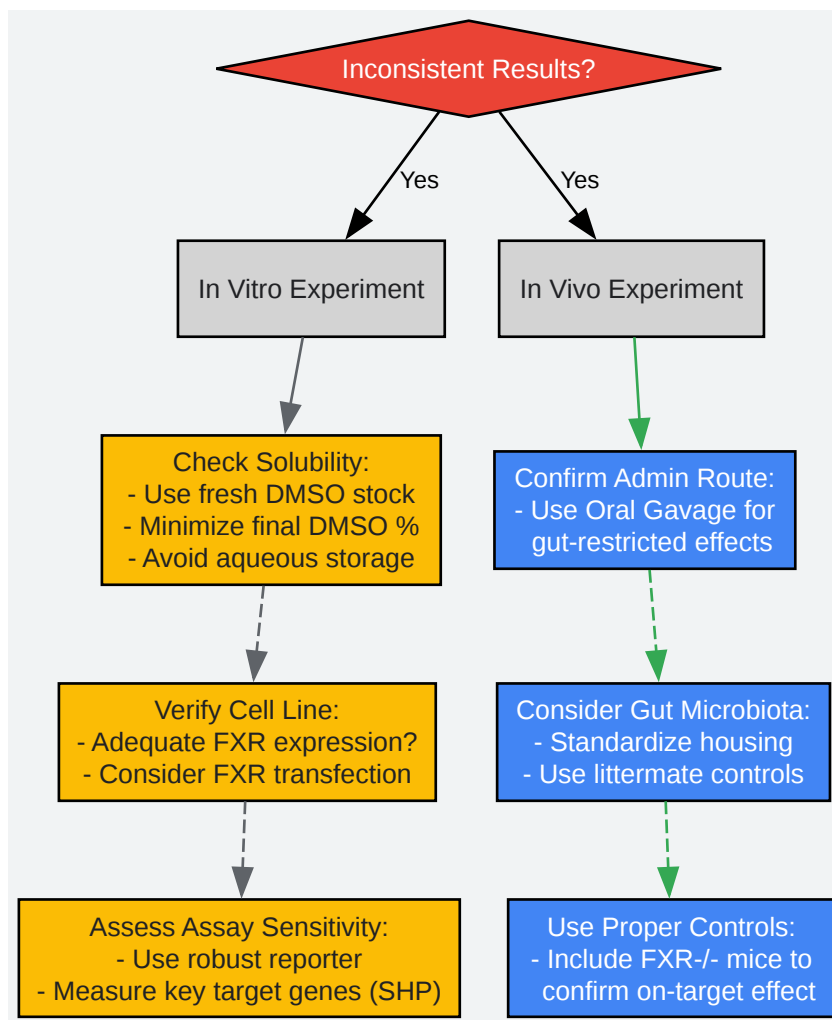 Inconsistent Results?
Yes
Yes
In Vitro Experiment
In Vivo Experiment
Check Solubility:
- Use fresh DMSO stock
- Minimize final DMSO %
- Avoid aqueous storage
Confirm Admin Route:
- Use Oral Gavage for
gut-restricted effects
Verify Cell Line:
- Adequate FXR expression?
- Consider FXR transfection
Consider Gut Microbiota:
- Standardize housing
- Use littermate controls
Assess Assay Sensitivity:
- Use robust reporter
- Measure key target genes (SHP)
Use Proper Controls:
- Include FXR-/- mice to
confirm on-target effect